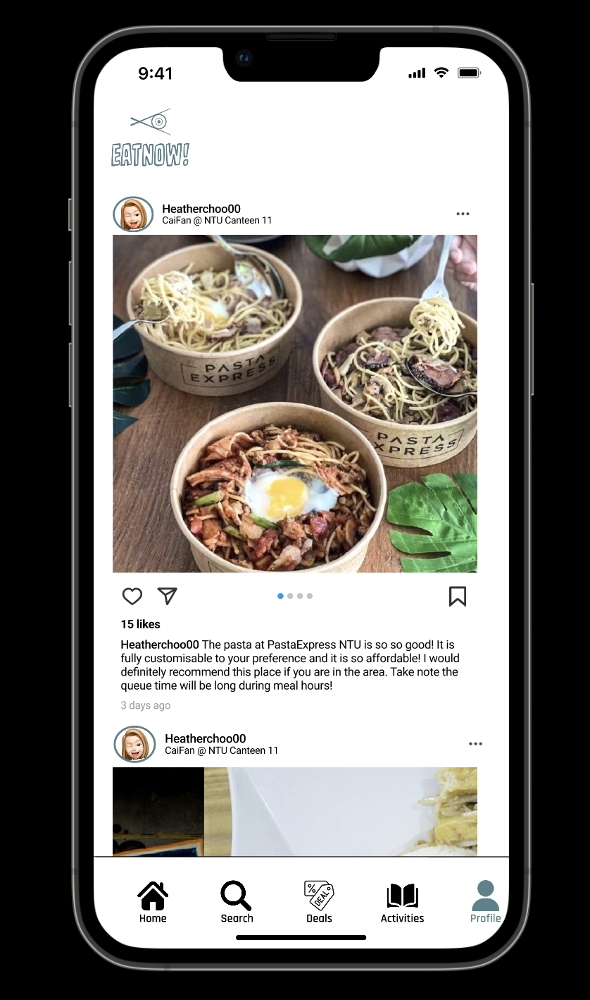 9:41
EATNOW!
Heatherchoo00
CaiFan @ NTU Canteen 11
PASTA
EXPRESS
PASTA
XPRESS
15 likes
Heatherchoo00 The pasta at PastaExpress NTU is so so good! It is
fully customisable to your preference and it is so affordable! I would
definitely recommend this place if you are in the area. Take note the
queue time will be long during meal hours!
3 days ago
Heatherchoo00
CaiFan @ NTU Canteen 11
%
DEAL
Home
Search
Deals
Activities
Profile